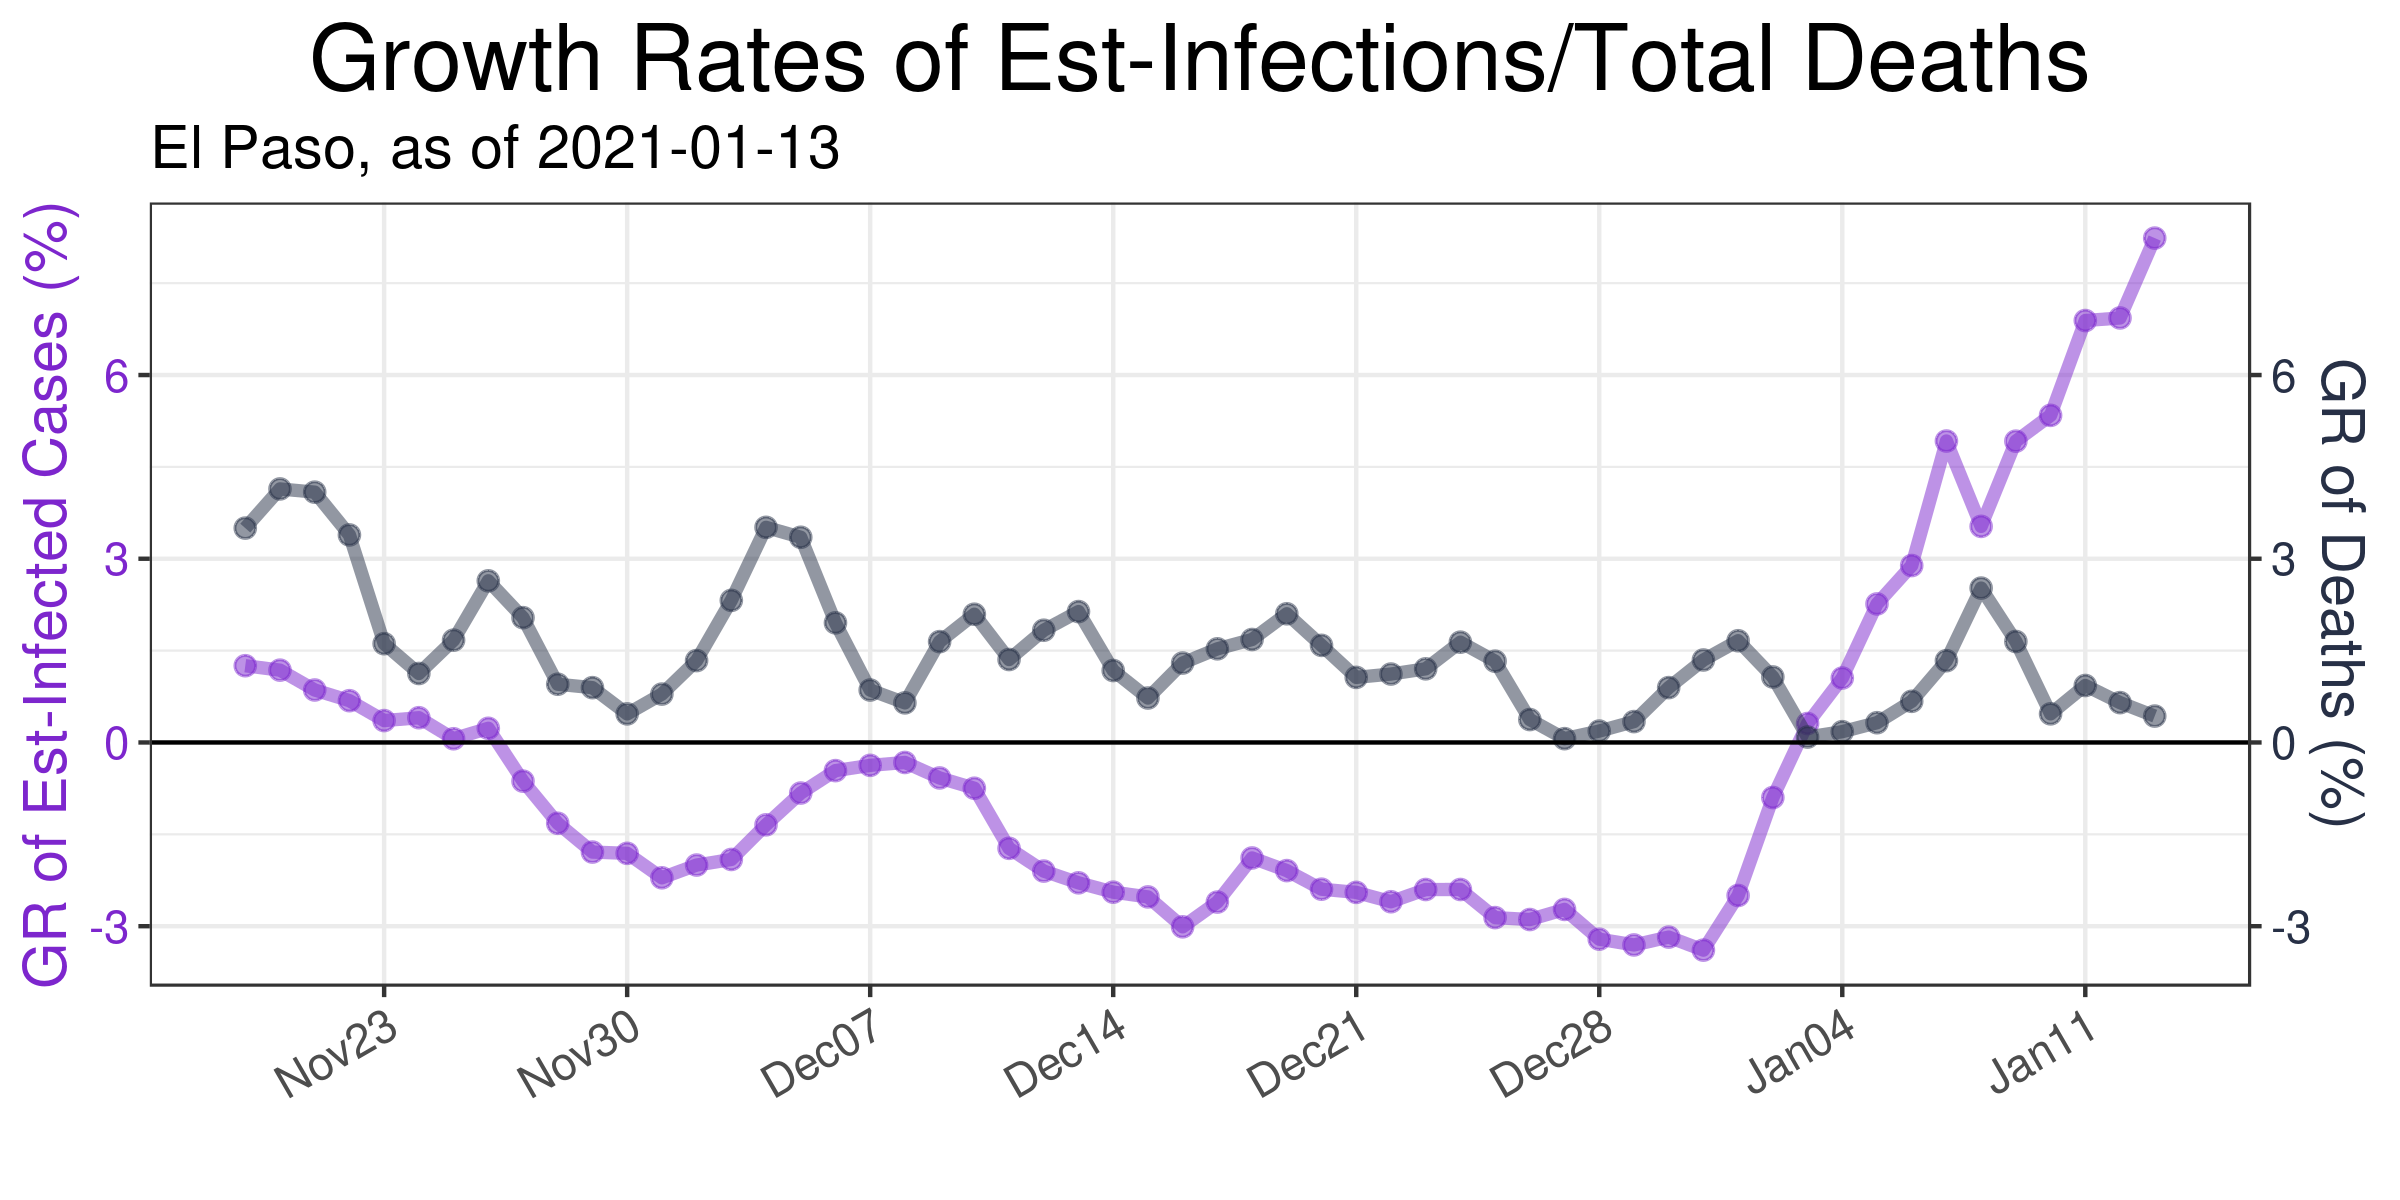 Growth Rates of Est-Infections/Total Deaths
El Paso, as of 2021-01-13
GR of Est-Infected Cases (%)
6
3
0
-3
6
3
0
-3
GR of Deaths (%)
Nov23
Nov30
Dec07
Dec14
Dec21
Dec28
Jan04
Jan11